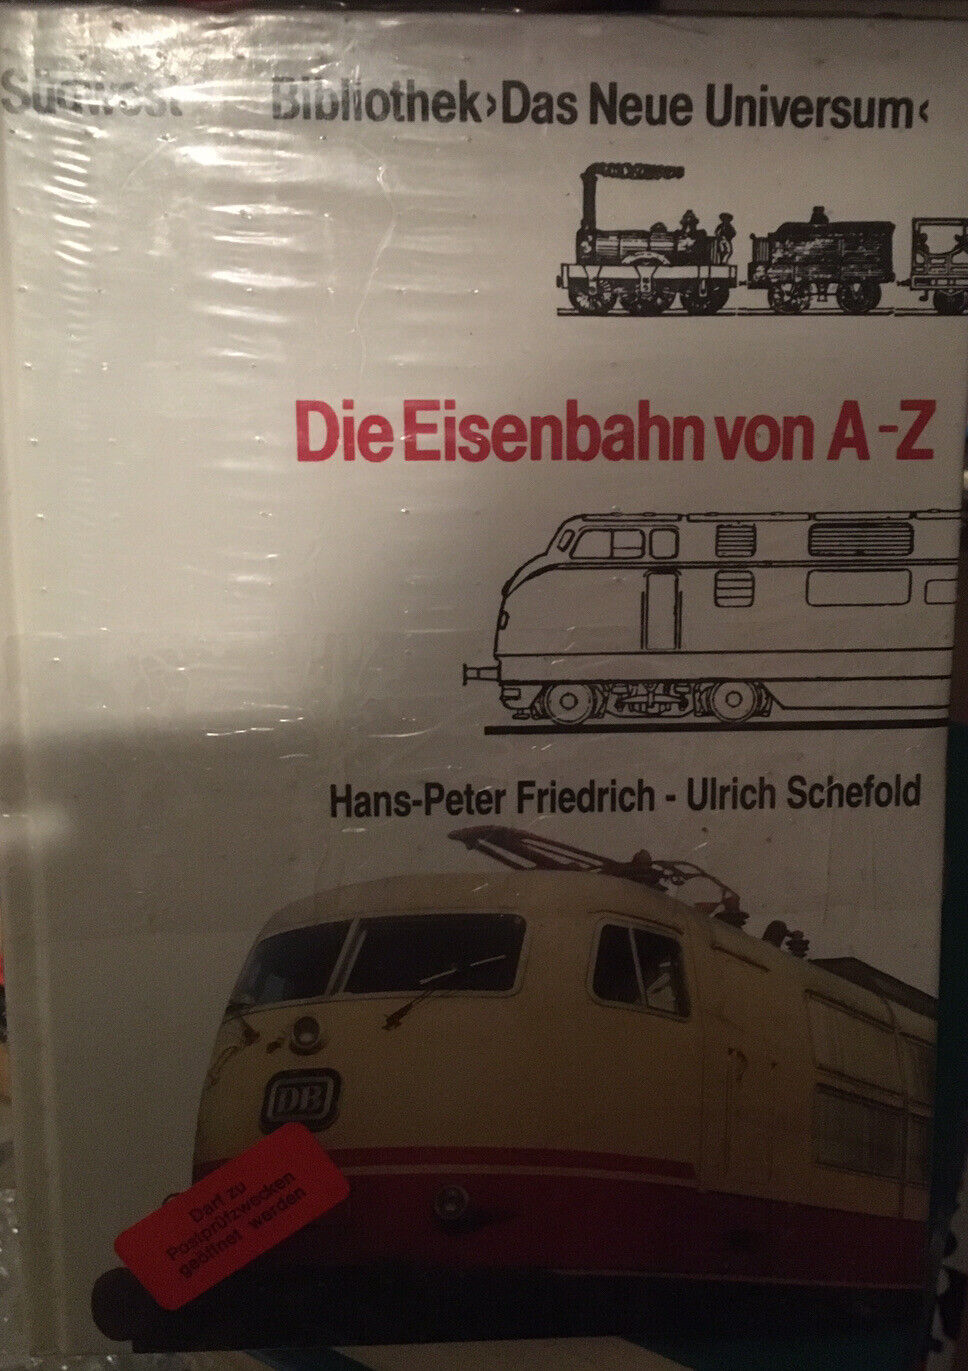 Südwest Bibliothek ›Das Neue Universum‹
Die Eisenbahn von A-Z
Hans-Peter Friedrich - Ulrich Schefold
DB
Darf zu
Postprüfzwecken
geöffnet werden